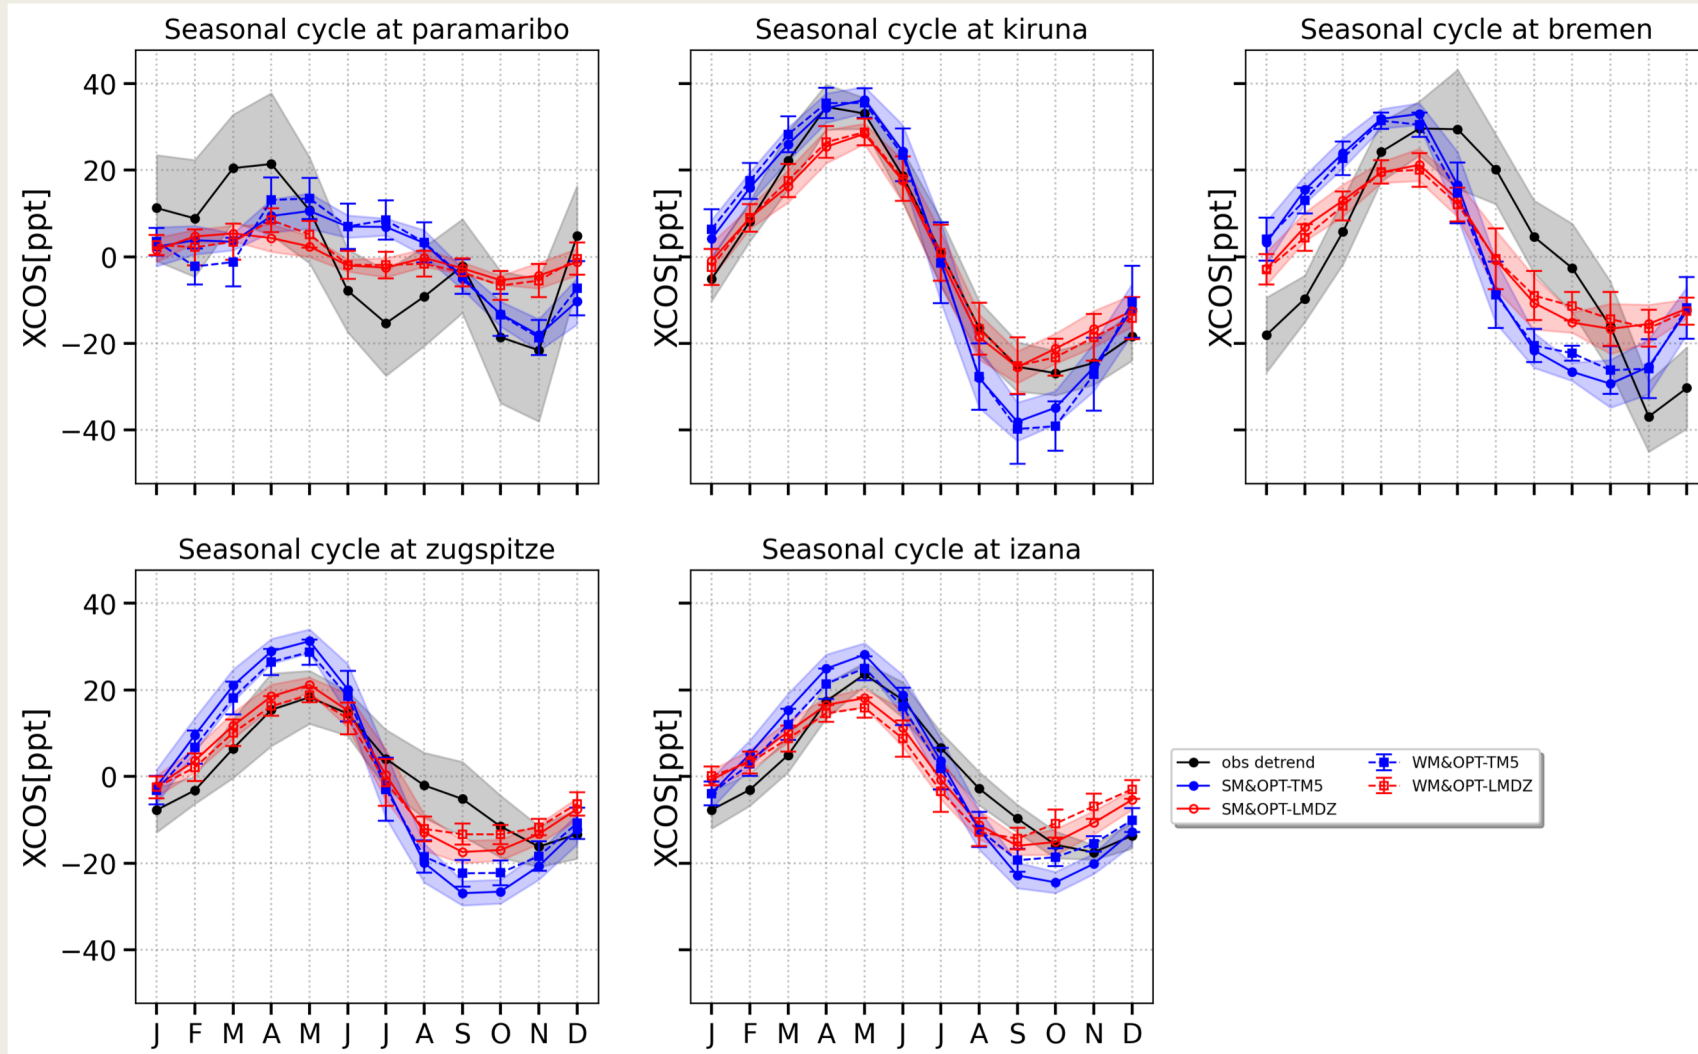 Seasonal cycle at paramaribo
Seasonal cycle at kiruna
Seasonal cycle at bremen
XCOS[ppt]
40
20
0
−20
−40
XCOS[ppt]
XCOS[ppt]
Seasonal cycle at zugspitze
Seasonal cycle at izana
XCOS[ppt]
40
20
0
−20
−40
J F M A M J J A S O N D
XCOS[ppt]
J F M A M J J A S O N D
obs detrend
SM&OPT-TM5
SM&OPT-LMDZ
WM&OPT-TM5
WM&OPT-LMDZ